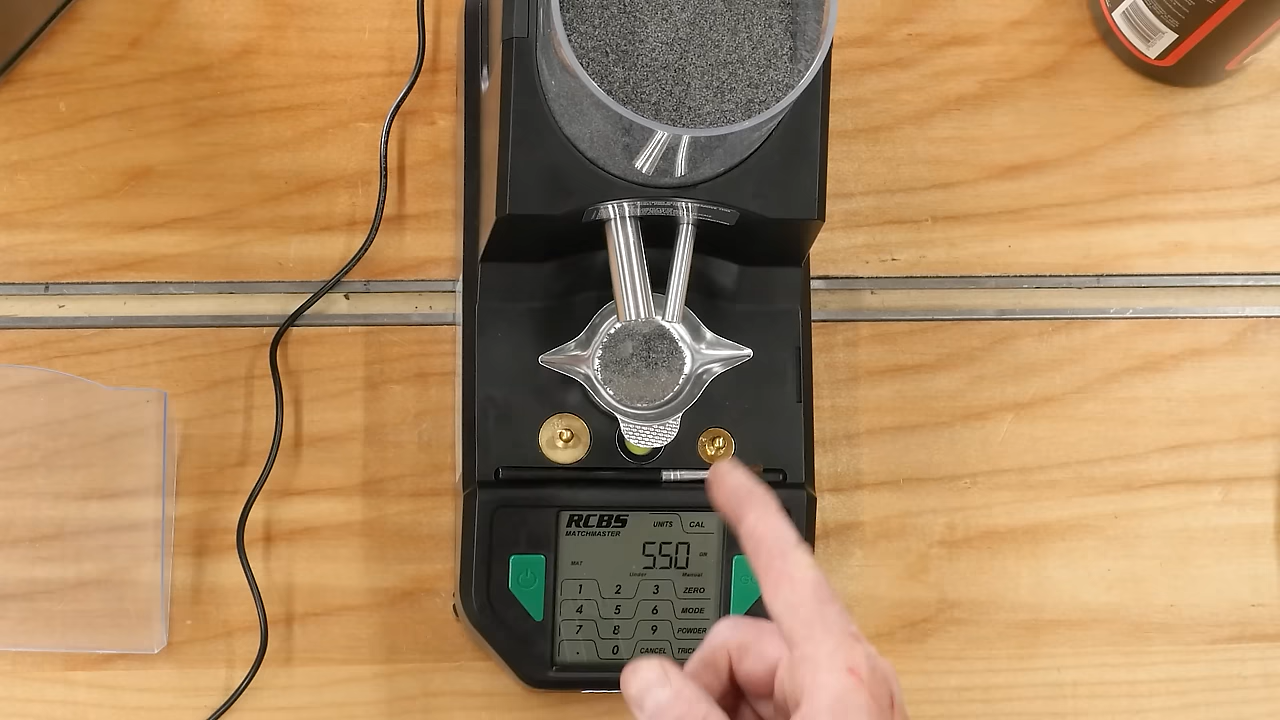 RCBS
MATCHMASTER
UNITS CAL
550 GN
MAT
Under Manual
1 2 3 ZERO
4 5 6 MODE
7 8 9 POWDER
. 0 CANCEL